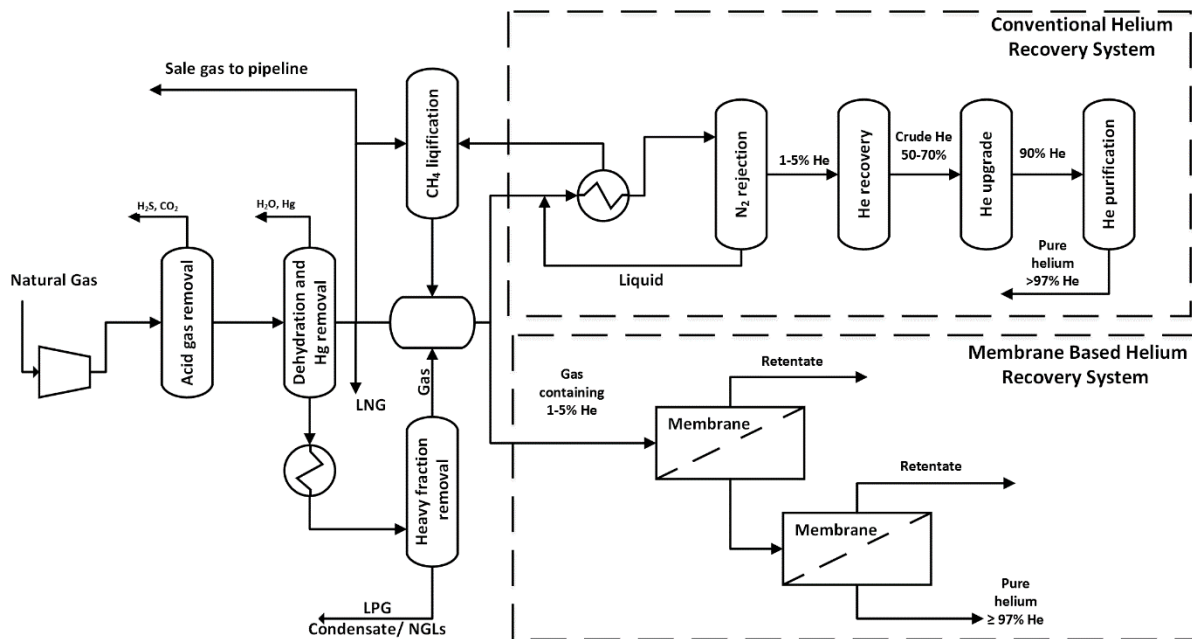 Conventional Helium
Recovery System
Sale gas to pipeline
CH₄ liqification
N₂ rejection
1-5% He
He recovery
Crude He
50-70%
He upgrade
90% He
He purification
Pure
helium
>97% He
Liquid
H₂S, CO₂
H₂O, Hg
Natural Gas
Acid gas removal
Dehydration and
Hg removal
LNG
Gas
Heavy fraction
removal
LPG
Condensate/ NGLs
Membrane Based Helium
Recovery System
Gas
containing
1-5% He
Retentate
Membrane
Retentate
Membrane
Pure
helium
≥ 97% He